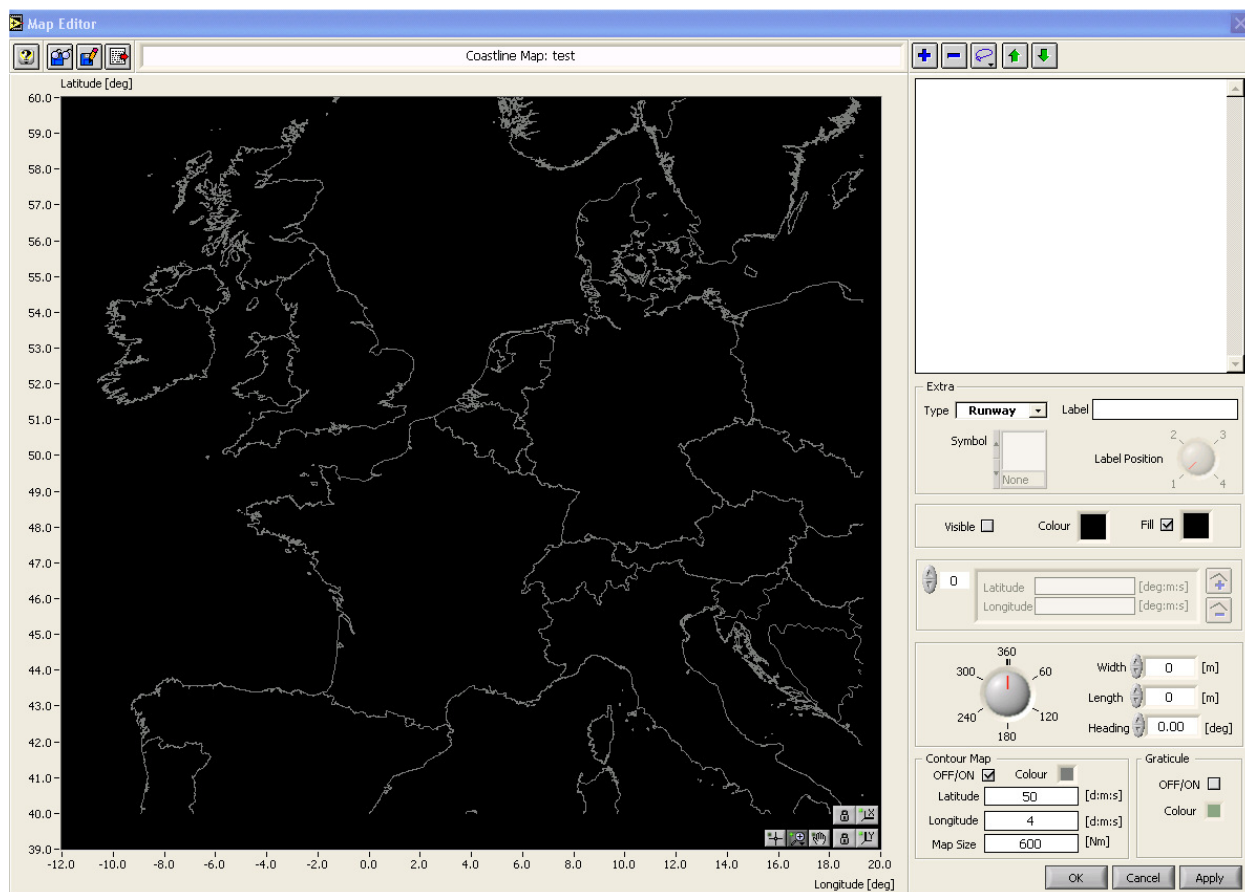 Map Editor
Coastline Map: test
Latitude [deg]
60.0
59.0
58.0
57.0
56.0
55.0
54.0
53.0
52.0
51.0
50.0
49.0
48.0
47.0
46.0
45.0
44.0
43.0
42.0
41.0
40.0
39.0
-12.0 -10.0 -8.0 -6.0 -4.0 -2.0 0.0 2.0 4.0 6.0 8.0 10.0 12.0 14.0 16.0 18.0 20.0
Longitude [deg]
X
Y
Extra
Type Runway Label
Symbol None
Label Position 1 2 3 4
Visible Colour Fill
0
Latitude [deg:m:s]
Longitude [deg:m:s]
360
300 60
240 120
180
Width 0 [m]
Length 0 [m]
Heading 0.00 [deg]
Contour Map
OFF/ON Colour
Latitude 50 [d:m:s]
Longitude 4 [d:m:s]
Map Size 600 [Nm]
Graticule
OFF/ON
Colour
OK Cancel Apply